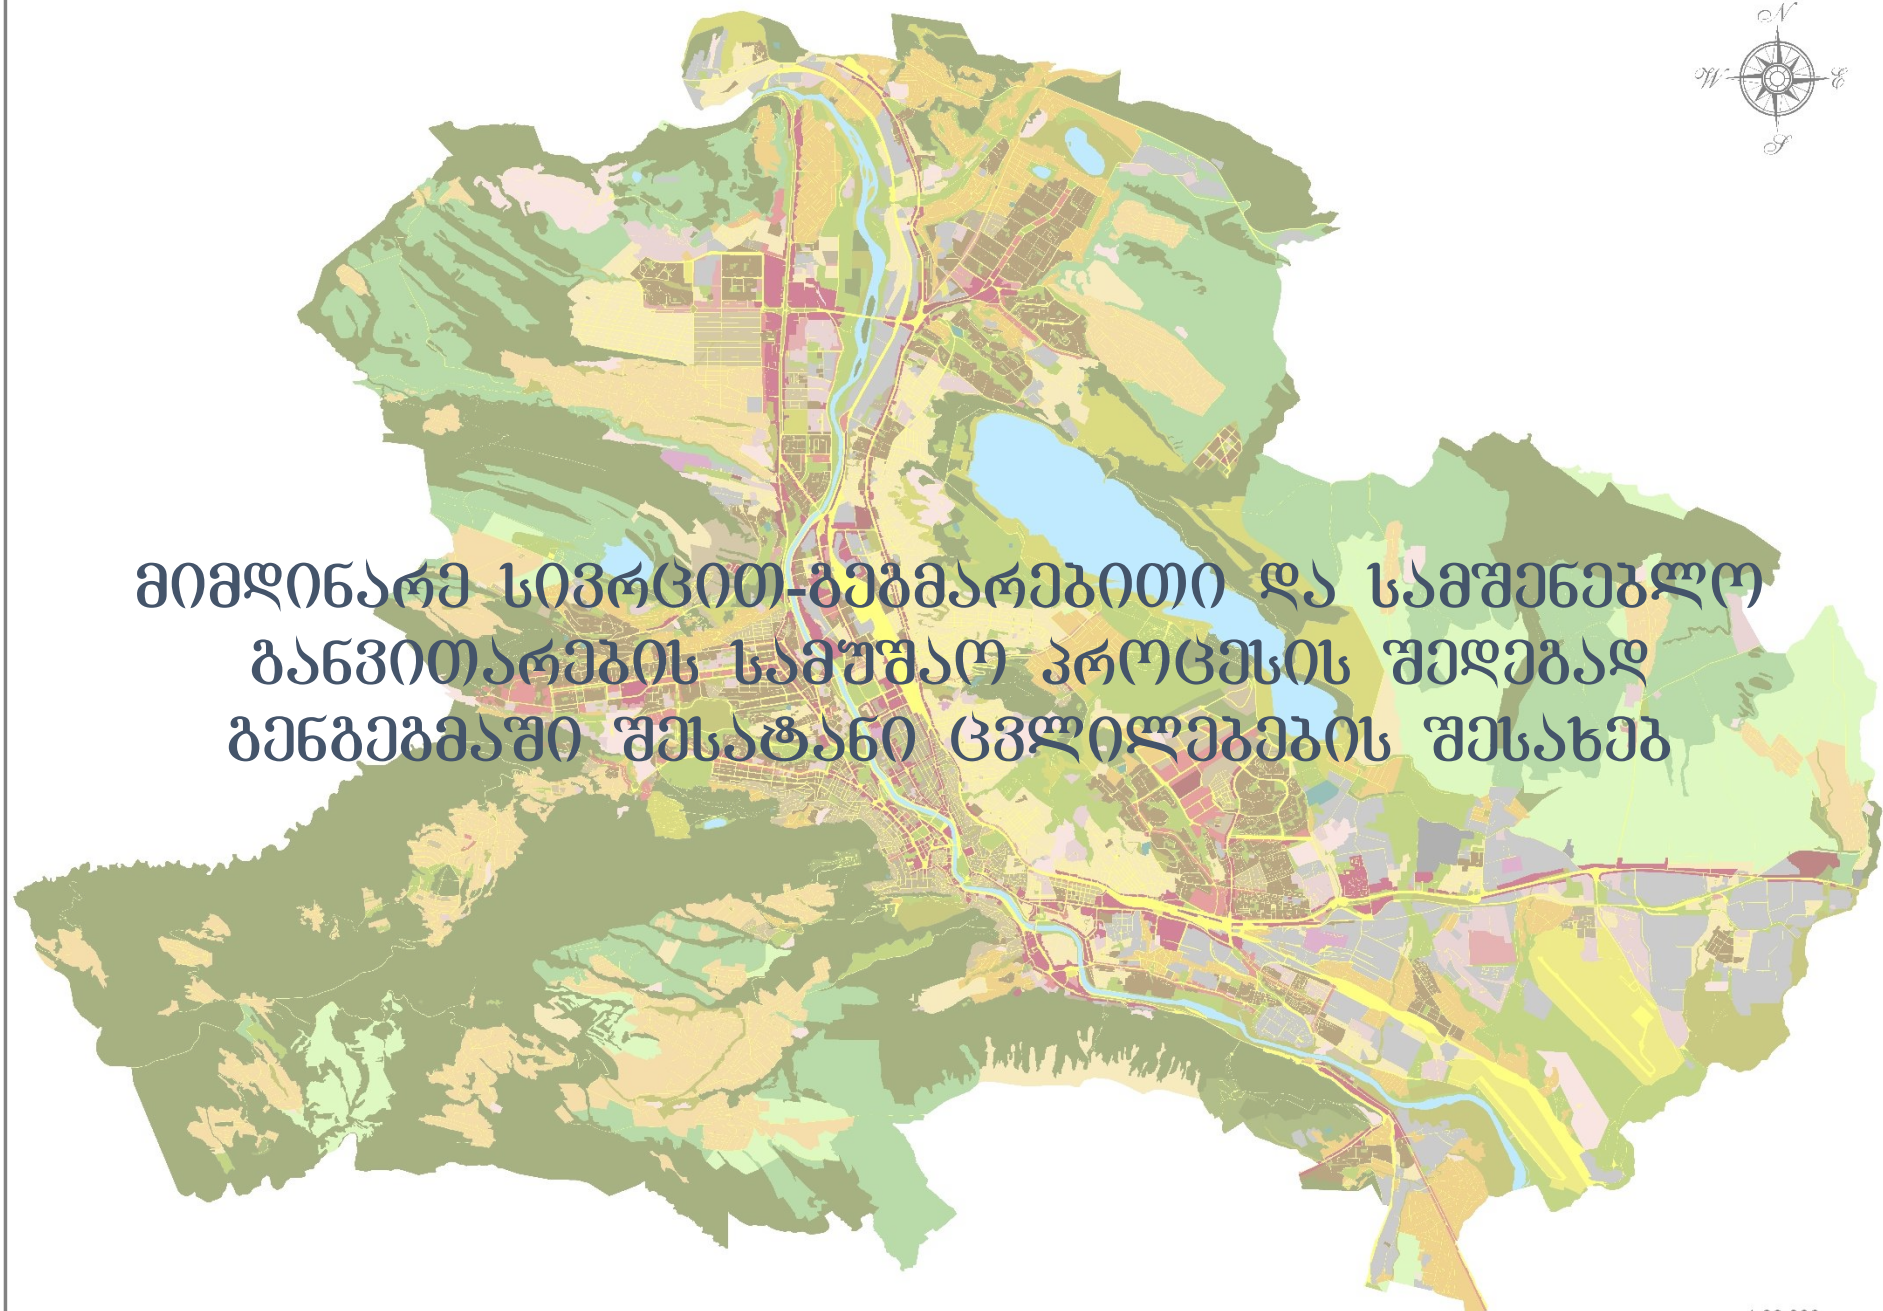 N
W E
S
მიმდინარე სივრცით-გეგმარებითი და სამშენებლო
განვითარების სამუშაო პროცესის შედეგად
გენგეგმაში შესატანი ცვლილებების შესახებ